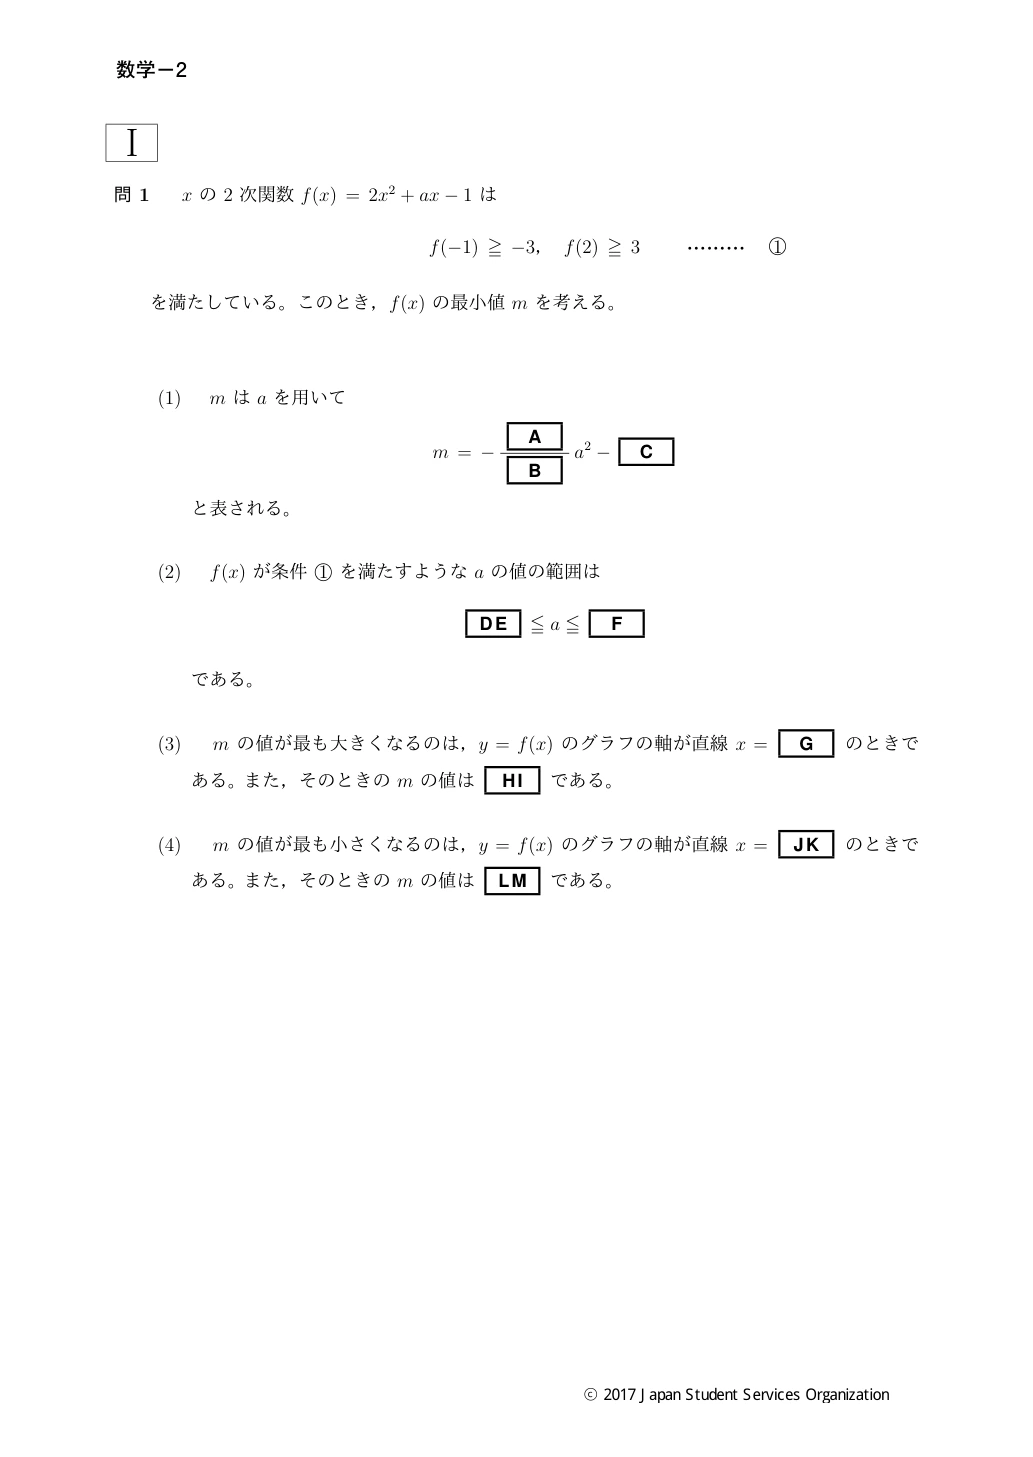 数学－2
I
問 1 x の 2 次関数 f(x) = 2x² + ax − 1 は
f(−1) ≧ −3, f(2) ≧ 3 ……… ①
を満たしている。このとき，f(x) の最小値 m を考える。
(1) m は a を用いて
m = − A/B a² − C
と表される。
(2) f(x) が条件 ① を満たすような a の値の範囲は
DE ≦ a ≦ F
である。
(3) m の値が最も大きくなるのは，y = f(x) のグラフの軸が直線 x = G のときで
ある。また，そのときの m の値は HI である。
(4) m の値が最も小さくなるのは，y = f(x) のグラフの軸が直線 x = JK のときで
ある。また，そのときの m の値は LM である。
© 2017 Japan Student Services Organization